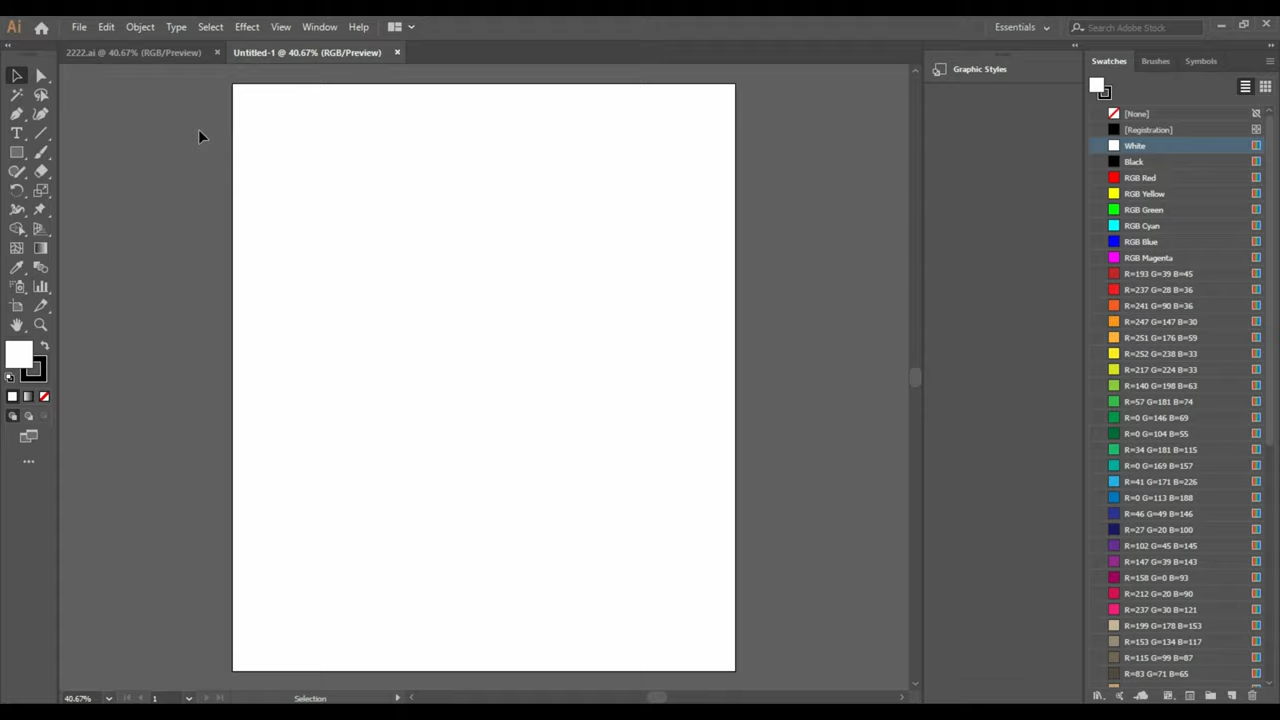 Ai File Edit Object Type Select Effect View Window Help Essentials Search Adobe Stock
2222.ai @ 40.67% (RGB/Preview) × Untitled-1 @ 40.67% (RGB/Preview) ×
Graphic Styles
Swatches Brushes Symbols
[None]
[Registration]
White
Black
RGB Red
RGB Yellow
RGB Green
RGB Cyan
RGB Blue
RGB Magenta
R=193 G=39 B=45
R=237 G=28 B=36
R=241 G=90 B=36
R=247 G=147 B=30
R=251 G=176 B=59
R=252 G=238 B=33
R=217 G=224 B=33
R=140 G=198 B=63
R=57 G=181 B=74
R=0 G=146 B=69
R=0 G=104 B=55
R=34 G=181 B=115
R=0 G=169 B=157
R=41 G=171 B=226
R=0 G=113 B=188
R=46 G=49 B=146
R=27 G=20 B=100
R=102 G=45 B=145
R=147 G=39 B=143
R=158 G=0 B=93
R=212 G=20 B=90
R=237 G=30 B=121
R=199 G=178 B=153
R=153 G=134 B=117
R=115 G=99 B=87
R=83 G=71 B=65
40.67% 1 Selection